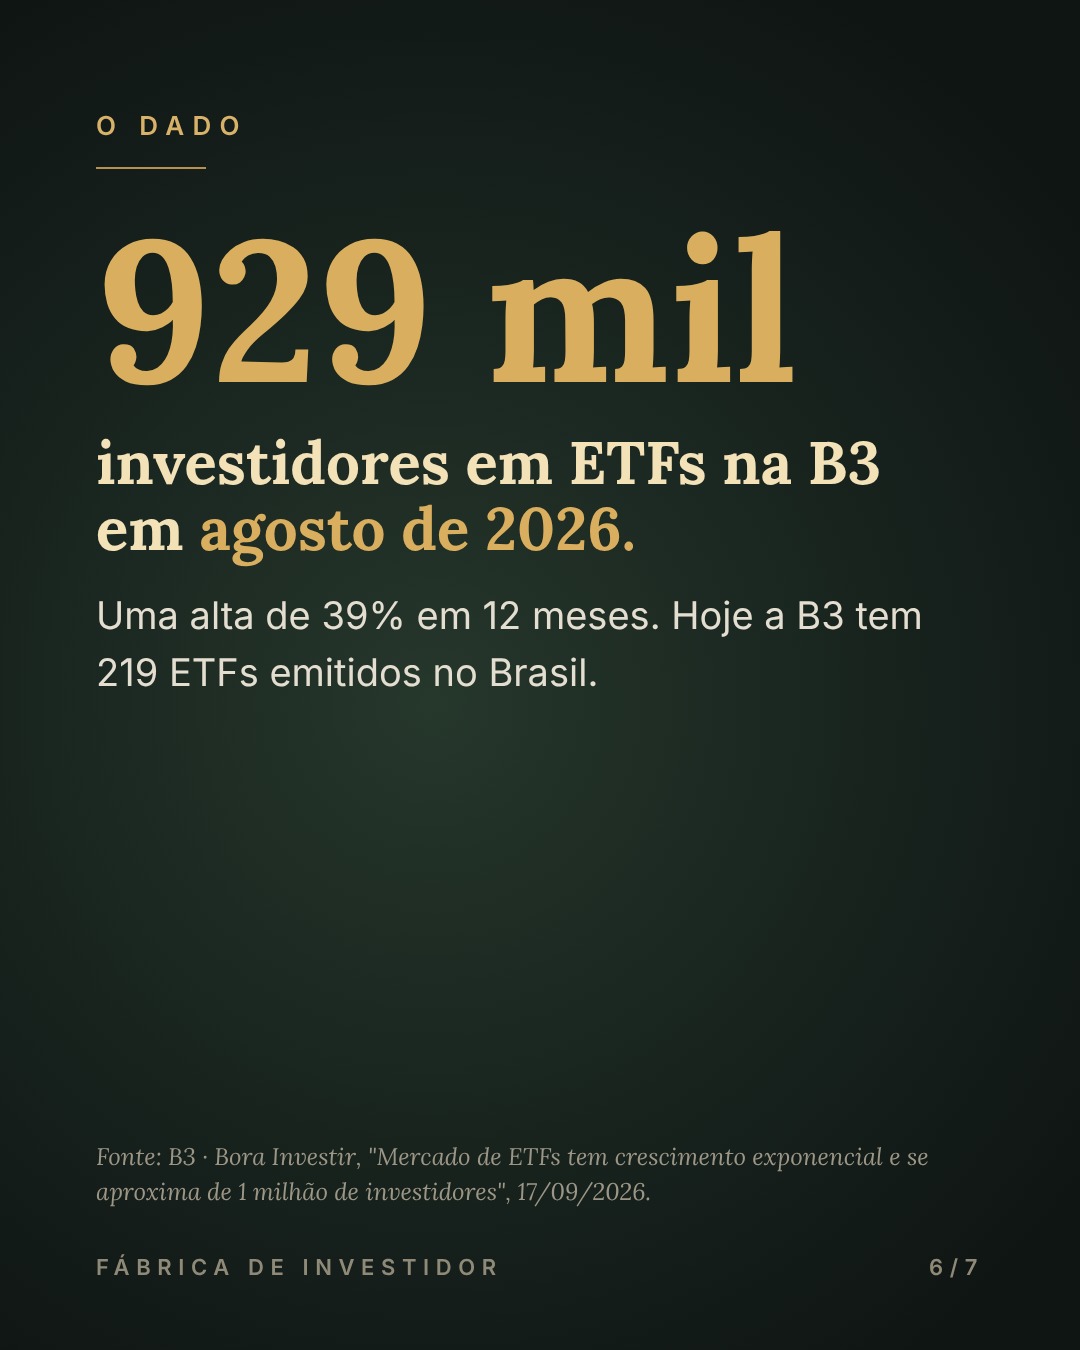 O DADO
929 mil
investidores em ETFs na B3
em agosto de 2026.
Uma alta de 39% em 12 meses. Hoje a B3 tem
219 ETFs emitidos no Brasil.
Fonte: B3 · Bora Investir, "Mercado de ETFs tem crescimento exponencial e se
aproxima de 1 milhão de investidores", 17/09/2026.
FÁBRICA DE INVESTIDOR
6/7